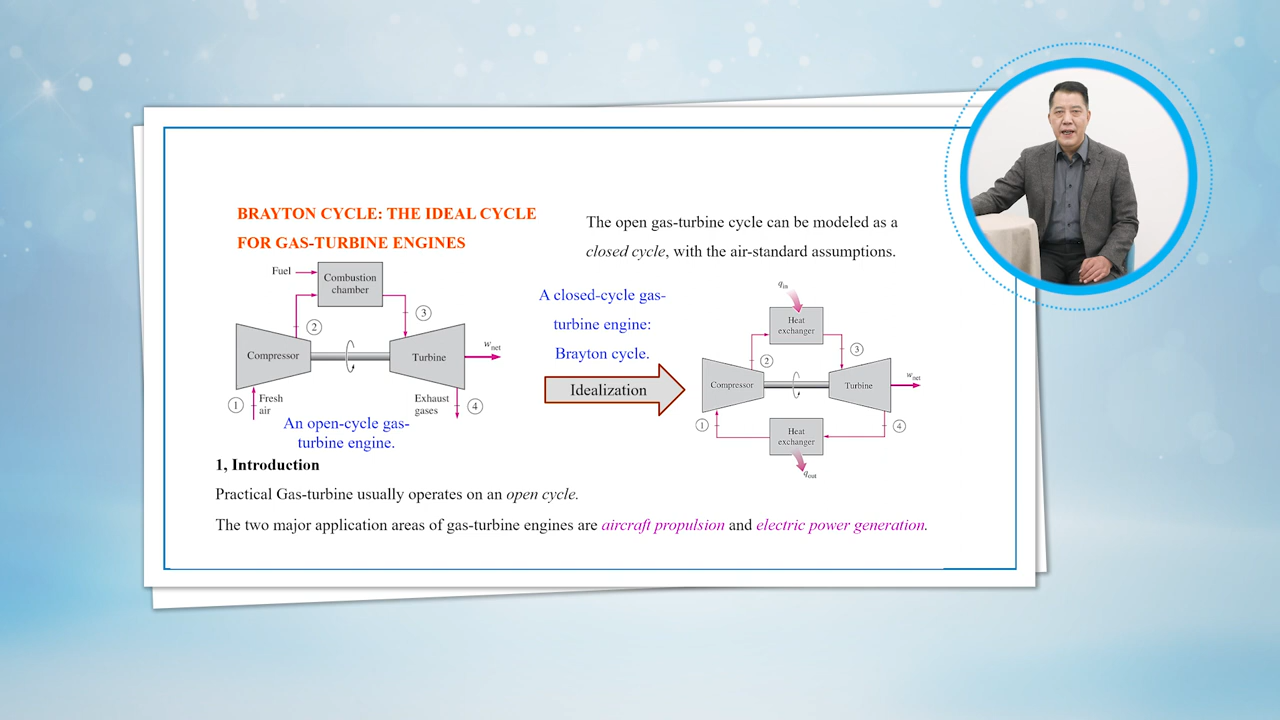 BRAYTON CYCLE: THE IDEAL CYCLE
FOR GAS-TURBINE ENGINES
Fuel
Combustion
chamber
2
3
Compressor
Turbine
wnet
1
Fresh
air
Exhaust
gases
4
An open-cycle gas-
turbine engine.
The open gas-turbine cycle can be modeled as a
closed cycle, with the air-standard assumptions.
A closed-cycle gas-
turbine engine:
Brayton cycle.
Idealization
qin
Heat
exchanger
2
3
Compressor
Turbine
wnet
1
4
Heat
exchanger
qout
1, Introduction
Practical Gas-turbine usually operates on an open cycle.
The two major application areas of gas-turbine engines are aircraft propulsion and electric power generation.